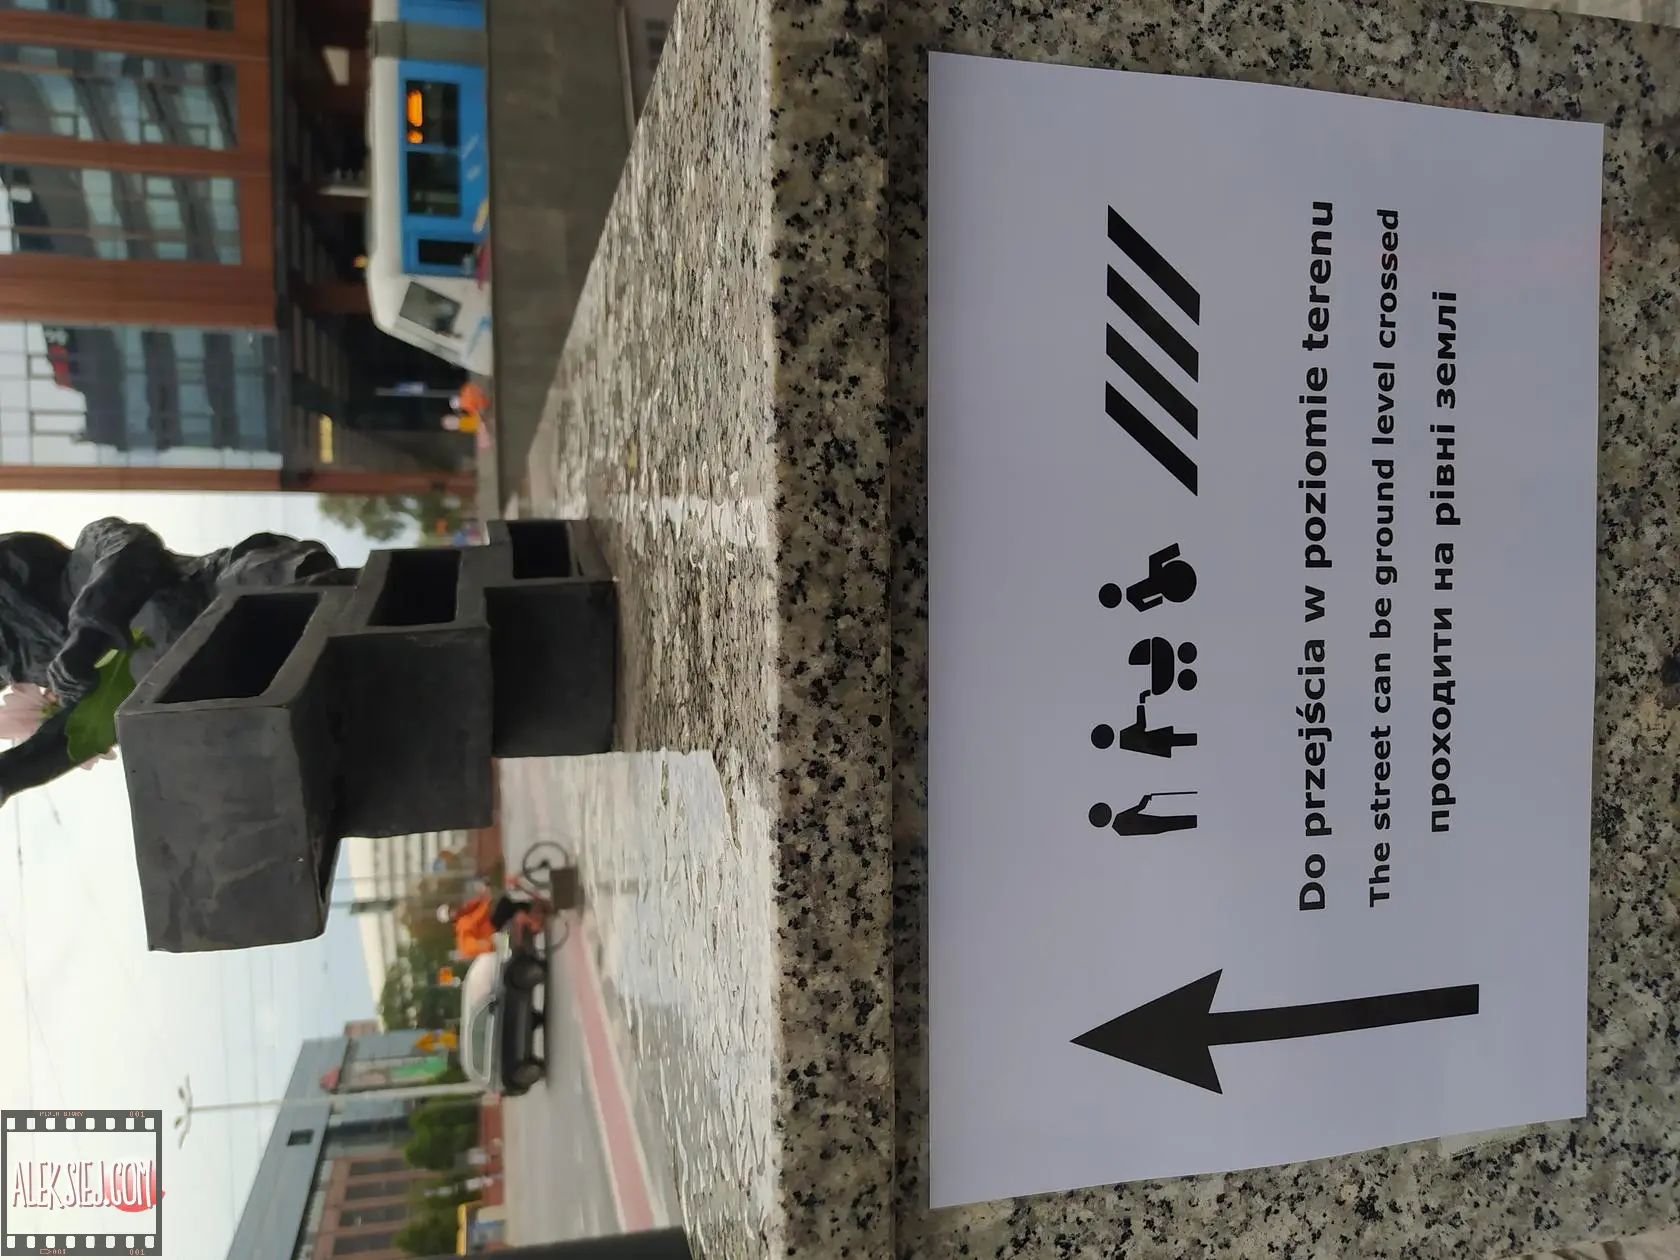 Do przejścia w poziomie terenu
The street can be ground level crossed
проходити на рівні землі
ALEKSIEJ.COM